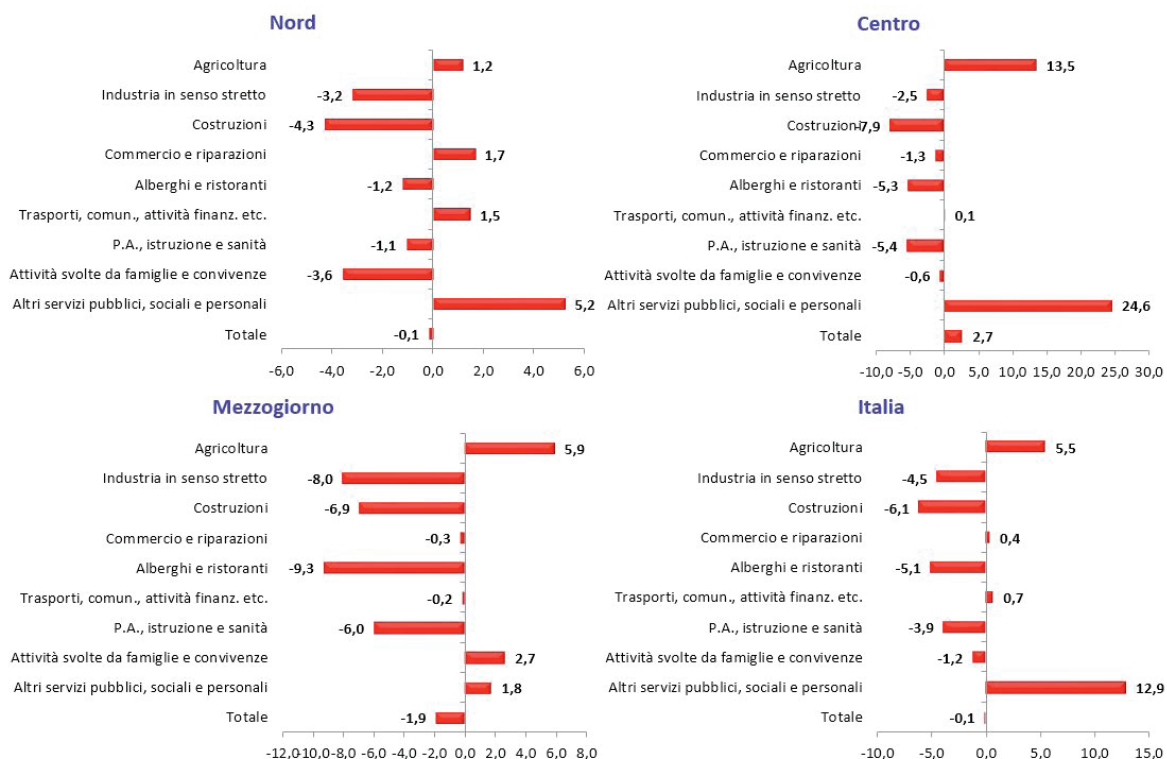 Nord
Agricoltura 1,2
Industria in senso stretto -3,2
Costruzioni -4,3
Commercio e riparazioni 1,7
Alberghi e ristoranti -1,2
Trasporti, comun., attività finanz. etc. 1,5
P.A., istruzione e sanità -1,1
Attività svolte da famiglie e convivenze -3,6
Altri servizi pubblici, sociali e personali 5,2
Totale -0,1
-6,0 -4,0 -2,0 0,0 2,0 4,0 6,0
Centro
Agricoltura 13,5
Industria in senso stretto -2,5
Costruzioni -7,9
Commercio e riparazioni -1,3
Alberghi e ristoranti -5,3
Trasporti, comun., attività finanz. etc. 0,1
P.A., istruzione e sanità -5,4
Attività svolte da famiglie e convivenze -0,6
Altri servizi pubblici, sociali e personali 24,6
Totale 2,7
-10,0 -5,0 0,0 5,0 10,0 15,0 20,0 25,0 30,0
Mezzogiorno
Agricoltura 5,9
Industria in senso stretto -8,0
Costruzioni -6,9
Commercio e riparazioni -0,3
Alberghi e ristoranti -9,3
Trasporti, comun., attività finanz. etc. -0,2
P.A., istruzione e sanità -6,0
Attività svolte da famiglie e convivenze 2,7
Altri servizi pubblici, sociali e personali 1,8
Totale -1,9
-12,0 -10,0 -8,0 -6,0 -4,0 -2,0 0,0 2,0 4,0 6,0 8,0
Italia
Agricoltura 5,5
Industria in senso stretto -4,5
Costruzioni -6,1
Commercio e riparazioni 0,4
Alberghi e ristoranti -5,1
Trasporti, comun., attività finanz. etc. 0,7
P.A., istruzione e sanità -3,9
Attività svolte da famiglie e convivenze -1,2
Altri servizi pubblici, sociali e personali 12,9
Totale -0,1
-10,0 -5,0 0,0 5,0 10,0 15,0